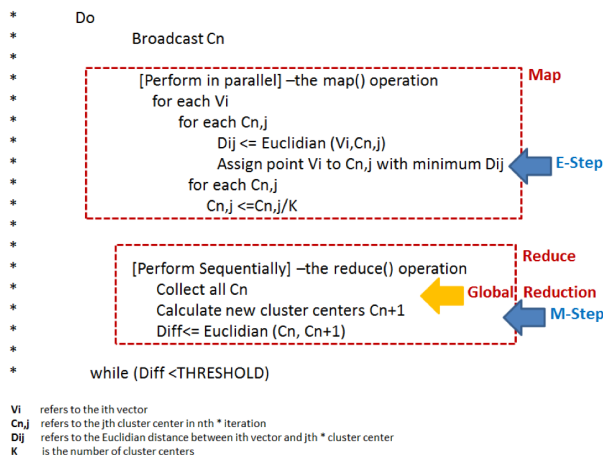 * Do
* Broadcast Cn
*
* [Perform in parallel] –the map() operation Map
* for each Vi
* for each Cn,j
* Dij <= Euclidian (Vi,Cn,j)
* Assign point Vi to Cn,j with minimum Dij E-Step
* for each Cn,j
* Cn,j <=Cn,j/K
*
*
* Reduce
* [Perform Sequentially] –the reduce() operation
* Collect all Cn Global Reduction
* Calculate new cluster centers Cn+1 M-Step
* Diff<= Euclidian (Cn, Cn+1)
*
* while (Diff <THRESHOLD)
Vi refers to the ith vector
Cn,j refers to the jth cluster center in nth * iteration
Dij refers to the Euclidian distance between ith vector and jth * cluster center
K is the number of cluster centers